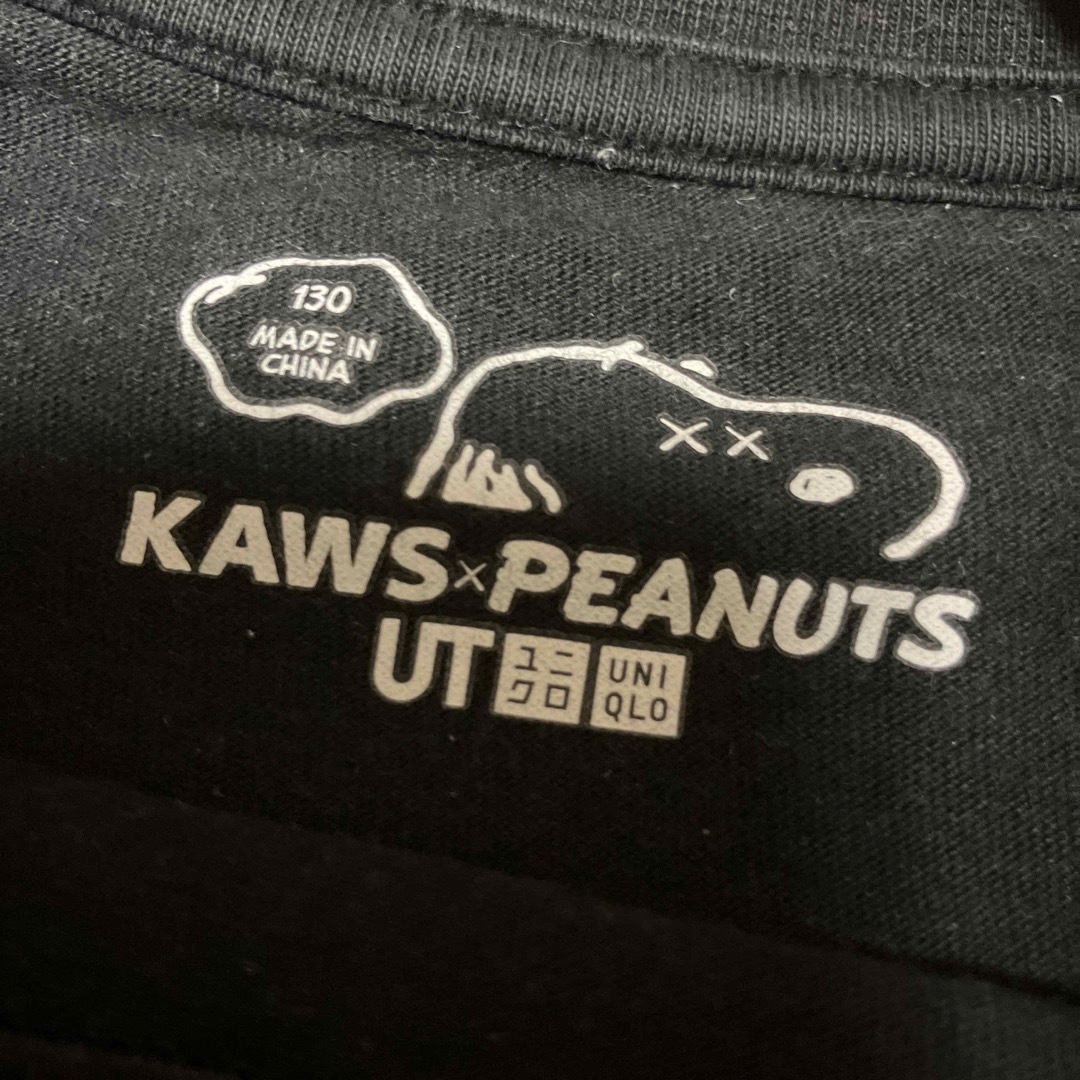 130
MADE IN
CHINA
KAWS×PEANUTS
UT ユニクロ UNIQLO